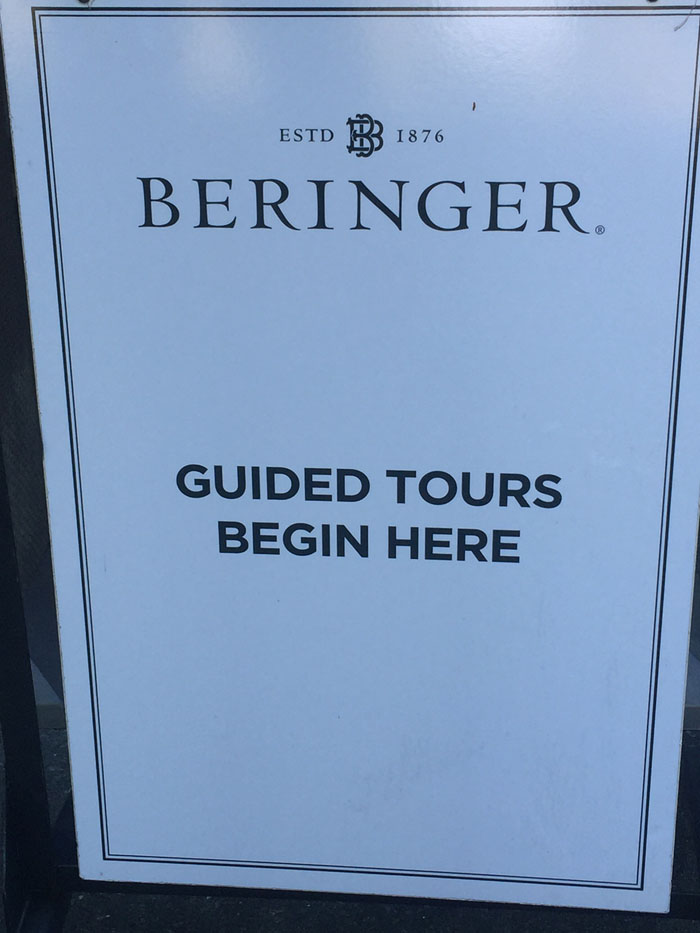 ESTD B 1876
BERINGER®
GUIDED TOURS
BEGIN HERE